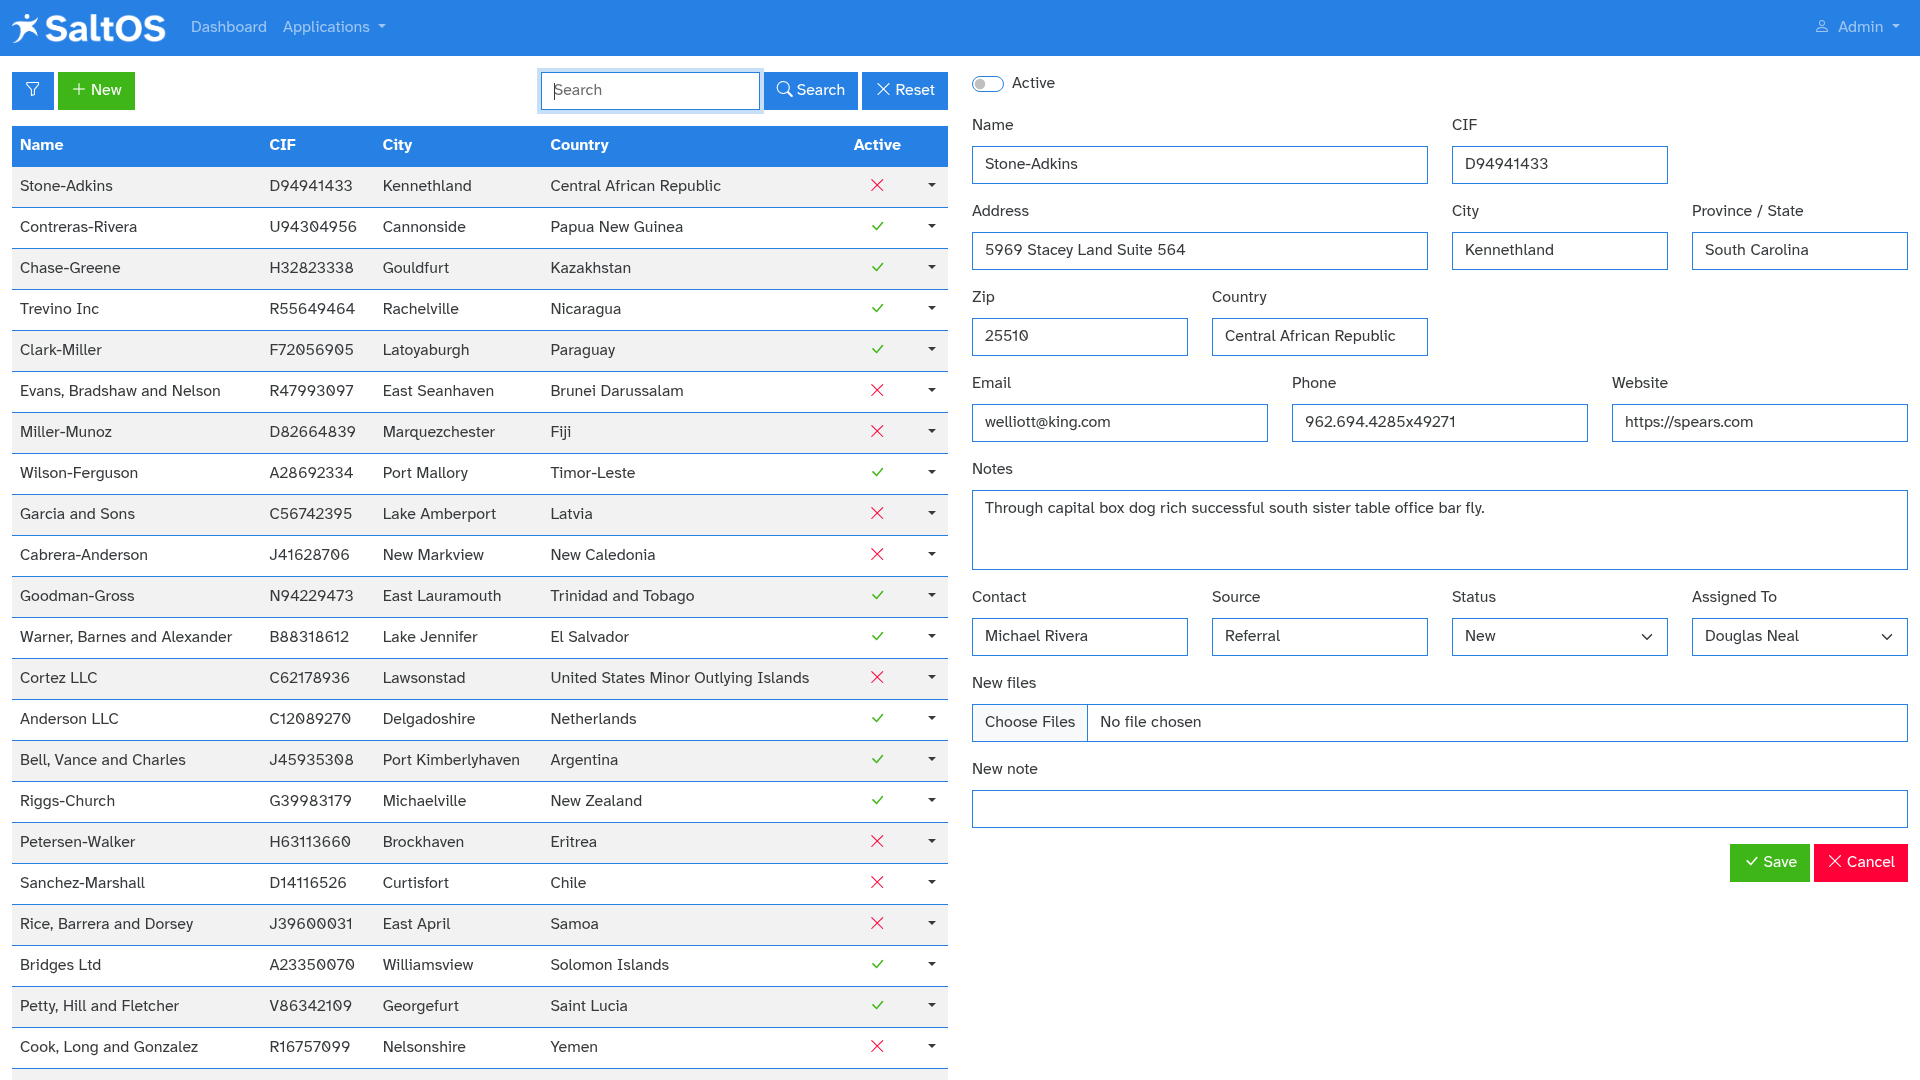 SaltOS Dashboard Applications Admin
New Search Search Reset
Name CIF City Country Active
Stone-Adkins D94941433 Kennethland Central African Republic
Contreras-Rivera U94304956 Cannonside Papua New Guinea
Chase-Greene H32823338 Gouldfurt Kazakhstan
Trevino Inc R55649464 Rachelville Nicaragua
Clark-Miller F72056905 Latoyaburgh Paraguay
Evans, Bradshaw and Nelson R47993097 East Seanhaven Brunei Darussalam
Miller-Munoz D82664839 Marquezchester Fiji
Wilson-Ferguson A28692334 Port Mallory Timor-Leste
Garcia and Sons C56742395 Lake Amberport Latvia
Cabrera-Anderson J41628706 New Markview New Caledonia
Goodman-Gross N94229473 East Lauramouth Trinidad and Tobago
Warner, Barnes and Alexander B88318612 Lake Jennifer El Salvador
Cortez LLC C62178936 Lawsonstad United States Minor Outlying Islands
Anderson LLC C12089270 Delgadoshire Netherlands
Bell, Vance and Charles J45935308 Port Kimberlyhaven Argentina
Riggs-Church G39983179 Michaelville New Zealand
Petersen-Walker H63113660 Brockhaven Eritrea
Sanchez-Marshall D14116526 Curtisfort Chile
Rice, Barrera and Dorsey J39600031 East April Samoa
Bridges Ltd A23350070 Williamsview Solomon Islands
Petty, Hill and Fletcher V86342109 Georgefurt Saint Lucia
Cook, Long and Gonzalez R16757099 Nelsonshire Yemen
Active
Name CIF
Stone-Adkins D94941433
Address City Province / State
5969 Stacey Land Suite 564 Kennethland South Carolina
Zip Country
25510 Central African Republic
Email Phone Website
welliott@king.com 962.694.4285x49271 https://spears.com
Notes
Through capital box dog rich successful south sister table office bar fly.
Contact Source Status Assigned To
Michael Rivera Referral New Douglas Neal
New files
Choose Files No file chosen
New note
Save Cancel